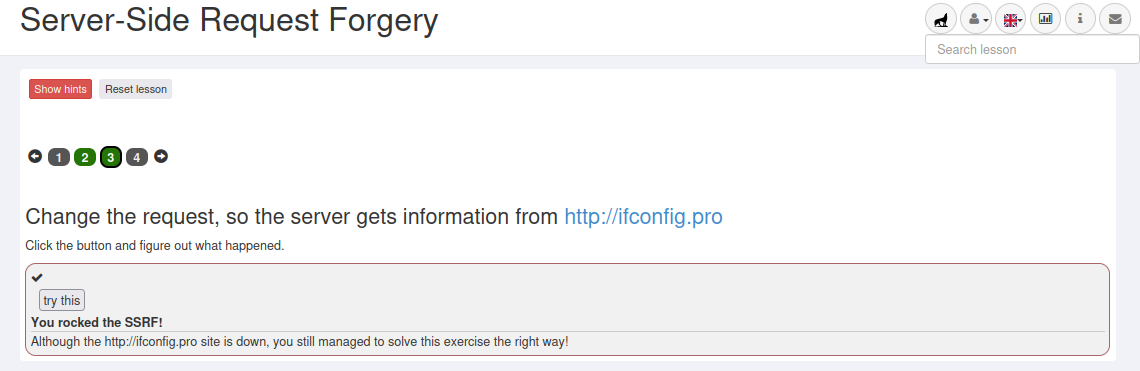 Server-Side Request Forgery
Search lesson
Show hints Reset lesson
1 2 3 4
Change the request, so the server gets information from http://ifconfig.pro
Click the button and figure out what happened.
try this
You rocked the SSRF!
Although the http://ifconfig.pro site is down, you still managed to solve this exercise the right way!